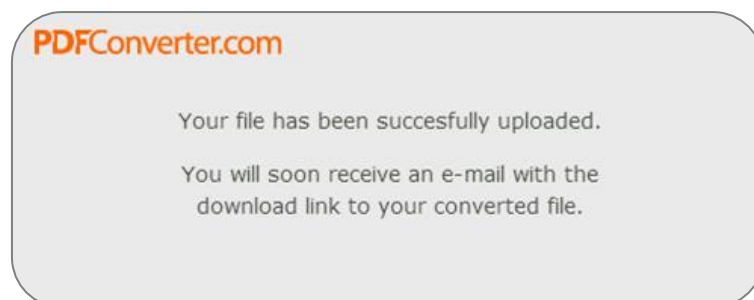 PDFConverter.com
Your file has been succesfully uploaded.
You will soon receive an e-mail with the
download link to your converted file.